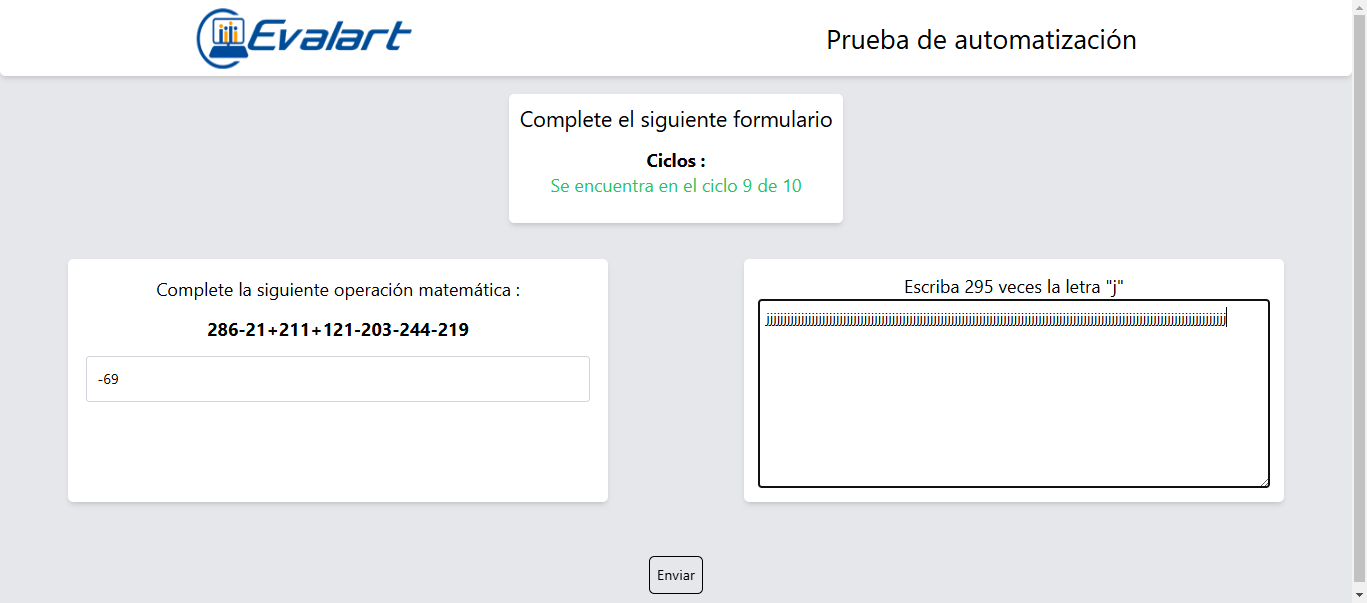 Evalart
Prueba de automatización
Complete el siguiente formulario
Ciclos :
Se encuentra en el ciclo 9 de 10
Complete la siguiente operación matemática :
286-21+211+121-203-244-219
-69
Escriba 295 veces la letra "j"
Enviar